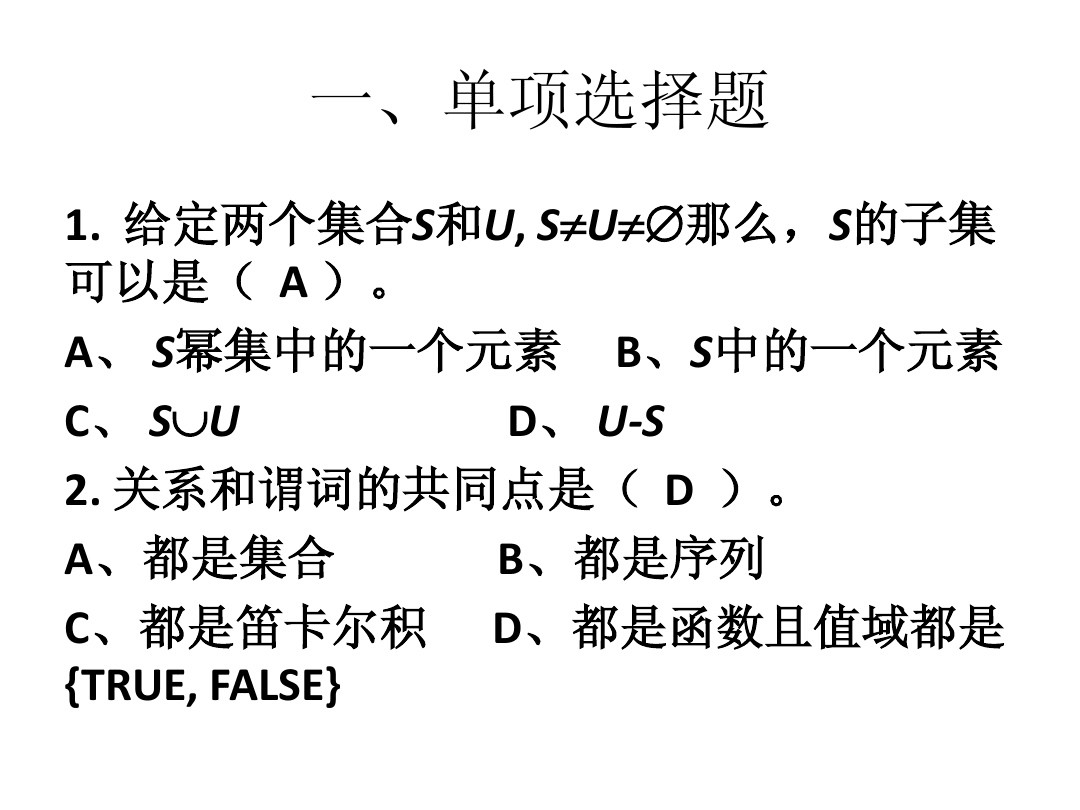 一、单项选择题
1. 给定两个集合S和U, S≠U≠∅那么，S的子集
可以是（ A ）。
A、 S幂集中的一个元素 B、S中的一个元素
C、 S∪U D、 U-S
2. 关系和谓词的共同点是（ D ）。
A、都是集合 B、都是序列
C、都是笛卡尔积 D、都是函数且值域都是
{TRUE, FALSE}